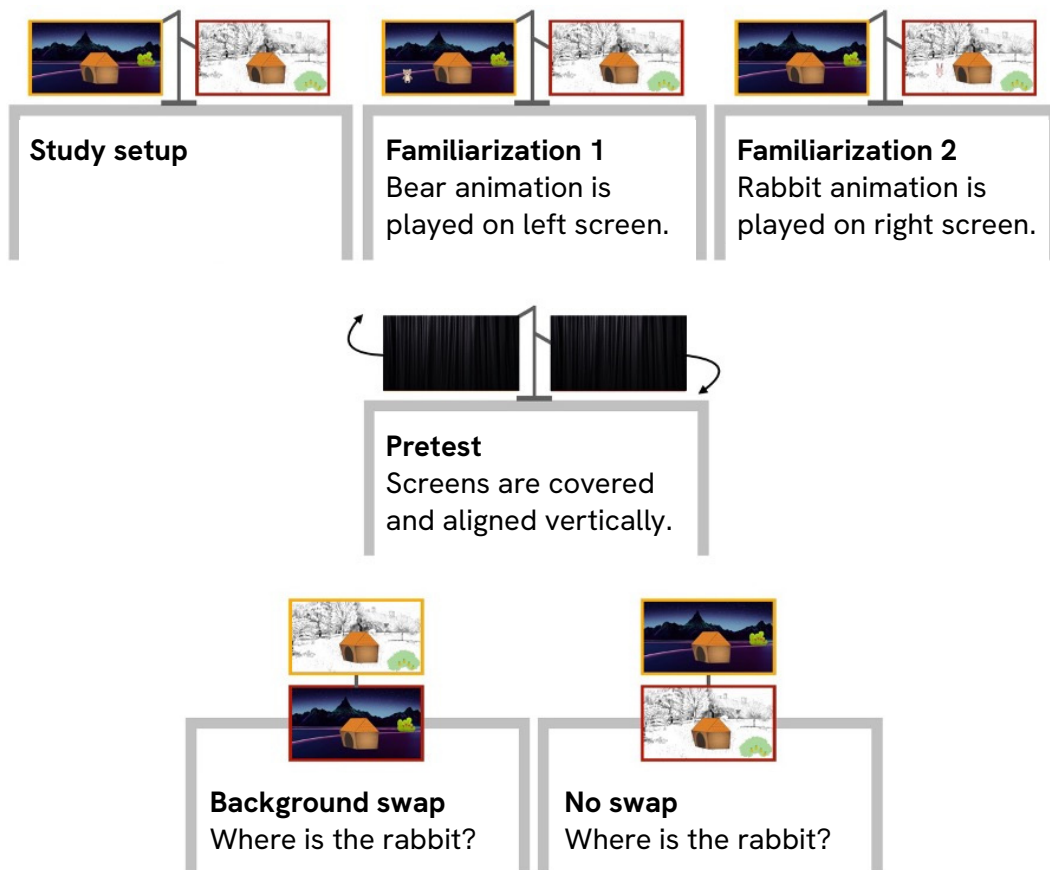 Study setup
Familiarization 1
Bear animation is
played on left screen.
Familiarization 2
Rabbit animation is
played on right screen.
Pretest
Screens are covered
and aligned vertically.
Background swap
Where is the rabbit?
No swap
Where is the rabbit?